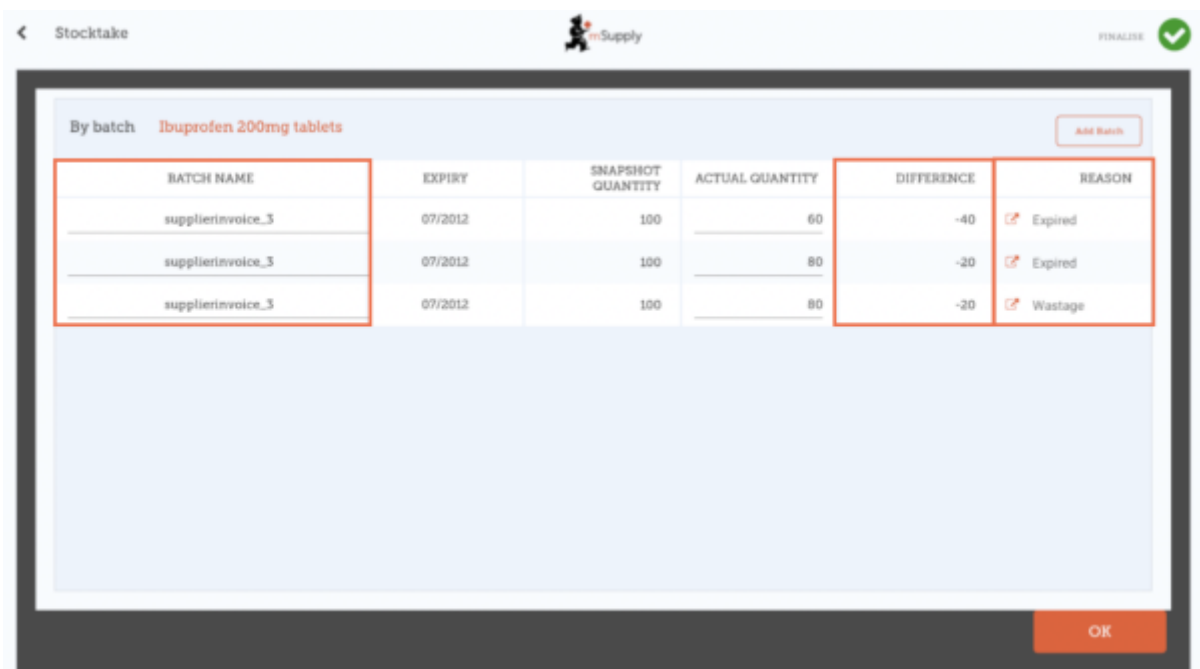 Stocktake
mSupply
FINALISE
By batch Ibuprofen 200mg tablets
Add Batch
BATCH NAME EXPIRY SNAPSHOT QUANTITY ACTUAL QUANTITY DIFFERENCE REASON
supplierinvoice_3 07/2012 100 60 -40 Expired
supplierinvoice_3 07/2012 100 80 -20 Expired
supplierinvoice_3 07/2012 100 80 -20 Wastage
OK